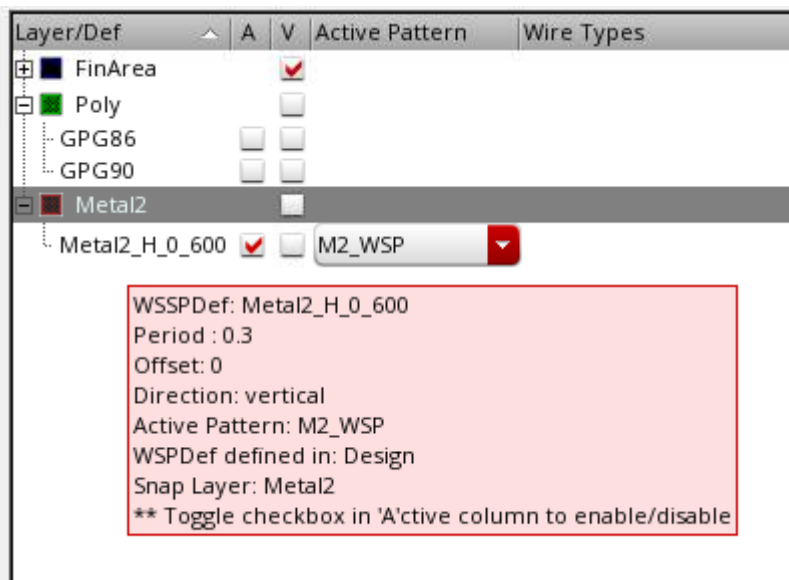 Layer/Def A V Active Pattern Wire Types
FinArea
Poly
GPG86
GPG90
Metal2
Metal2_H_0_600 M2_WSP
WSSPDef: Metal2_H_0_600
Period : 0.3
Offset: 0
Direction: vertical
Active Pattern: M2_WSP
WSPDef defined in: Design
Snap Layer: Metal2
** Toggle checkbox in 'A'ctive column to enable/disable